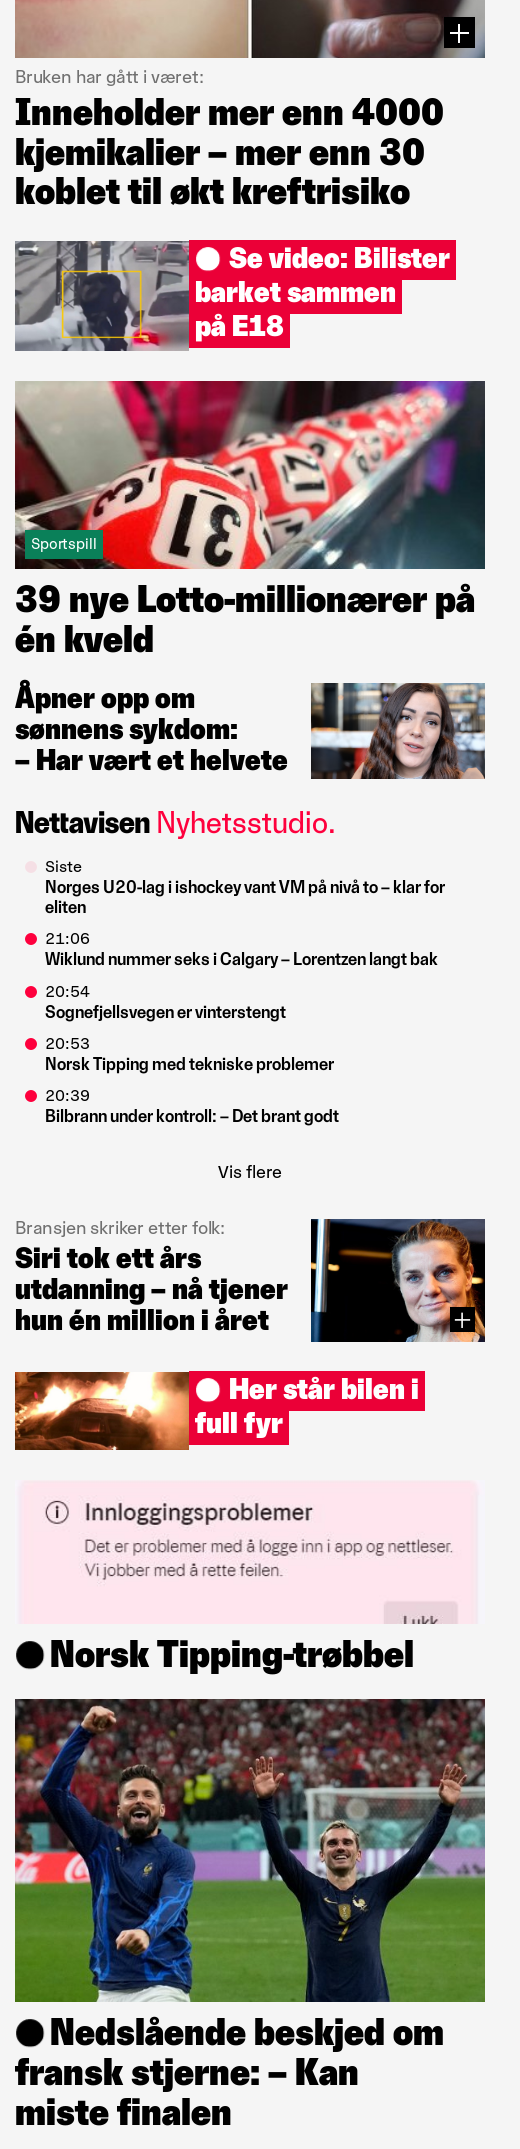 Bruken har gått i været:
Inneholder mer enn 4000
kjemikalier – mer enn 30
koblet til økt kreftrisiko
Se video: Bilister
barket sammen
på E18
31
21
Sportspill
39 nye Lotto-millionærer på
én kveld
Åpner opp om
sønnens sykdom:
– Har vært et helvete
Nettavisen Nyhetsstudio.
Siste
Norges U20-lag i ishockey vant VM på nivå to – klar for
eliten
21:06
Wiklund nummer seks i Calgary – Lorentzen langt bak
20:54
Sognefjellsvegen er vinterstengt
20:53
Norsk Tipping med tekniske problemer
20:39
Bilbrann under kontroll: – Det brant godt
Vis flere
Bransjen skriker etter folk:
Siri tok ett års
utdanning – nå tjener
hun én million i året
Her står bilen i
full fyr
Innloggingsproblemer
Det er problemer med å logge inn i app og nettleser.
Vi jobber med å rette feilen.
Lukk
Norsk Tipping-trøbbel
7
Nedslående beskjed om
fransk stjerne: – Kan
miste finalen